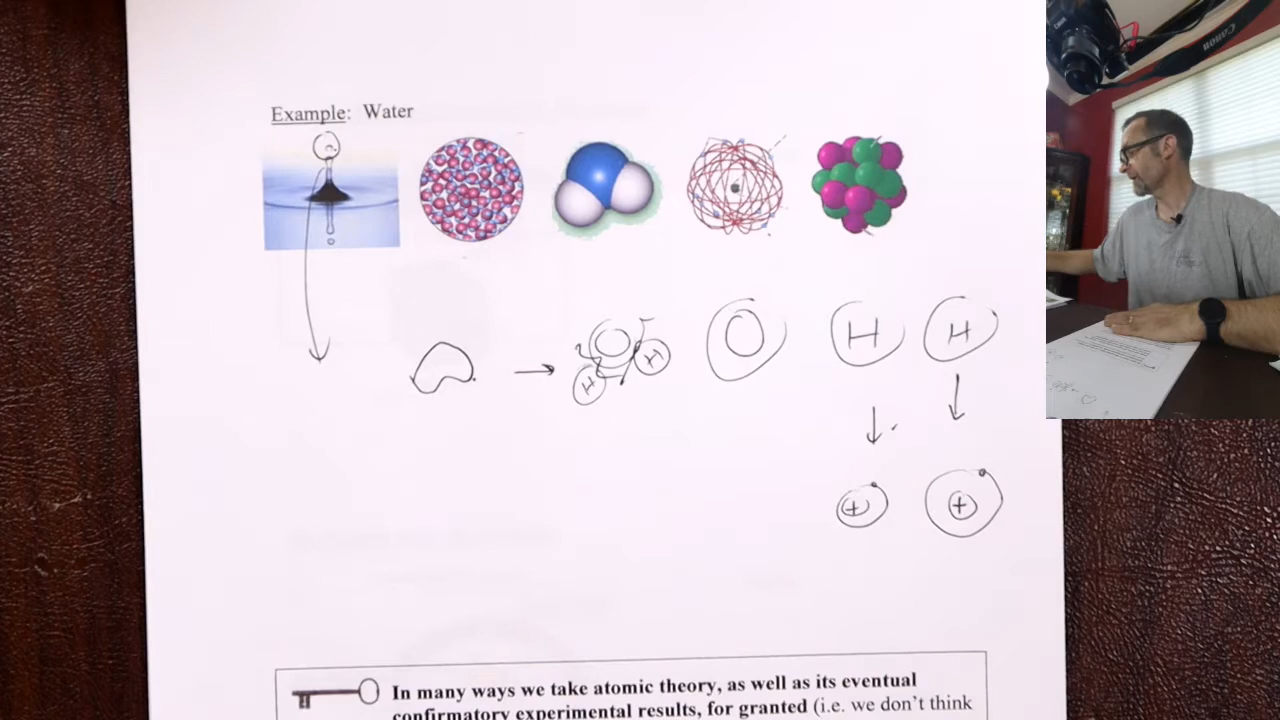 Example: Water
Canon
O H H
H O H
+ +
In many ways we take atomic theory, as well as its eventual
confirmatory experimental results, for granted (i.e. we don't think